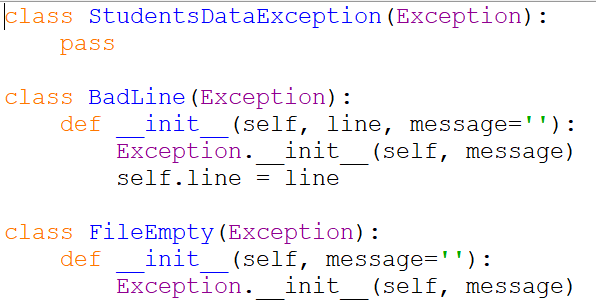 class StudentsDataException(Exception):
    pass

class BadLine(Exception):
    def __init__(self, line, message=''):
        Exception.__init__(self, message)
        self.line = line

class FileEmpty(Exception):
    def __init__(self, message=''):
        Exception.__init__(self, message)